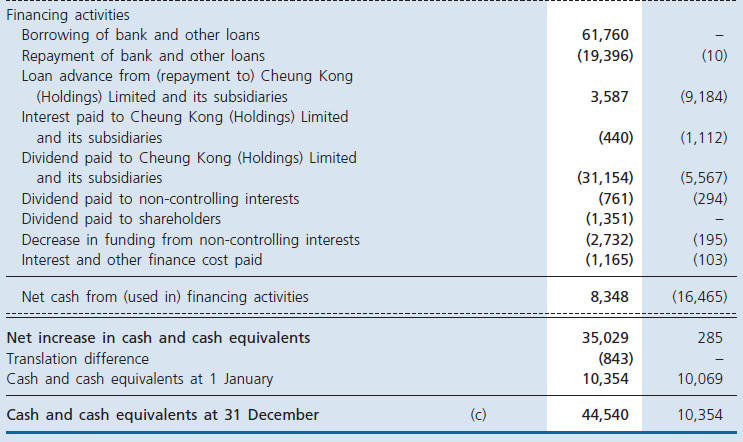 Financing activities
Borrowing of bank and other loans 61,760 –
Repayment of bank and other loans (19,396) (10)
Loan advance from (repayment to) Cheung Kong
(Holdings) Limited and its subsidiaries 3,587 (9,184)
Interest paid to Cheung Kong (Holdings) Limited
and its subsidiaries (440) (1,112)
Dividend paid to Cheung Kong (Holdings) Limited
and its subsidiaries (31,154) (5,567)
Dividend paid to non-controlling interests (761) (294)
Dividend paid to shareholders (1,351) –
Decrease in funding from non-controlling interests (2,732) (195)
Interest and other finance cost paid (1,165) (103)
Net cash from (used in) financing activities 8,348 (16,465)
Net increase in cash and cash equivalents 35,029 285
Translation difference (843) –
Cash and cash equivalents at 1 January 10,354 10,069
Cash and cash equivalents at 31 December (c) 44,540 10,354